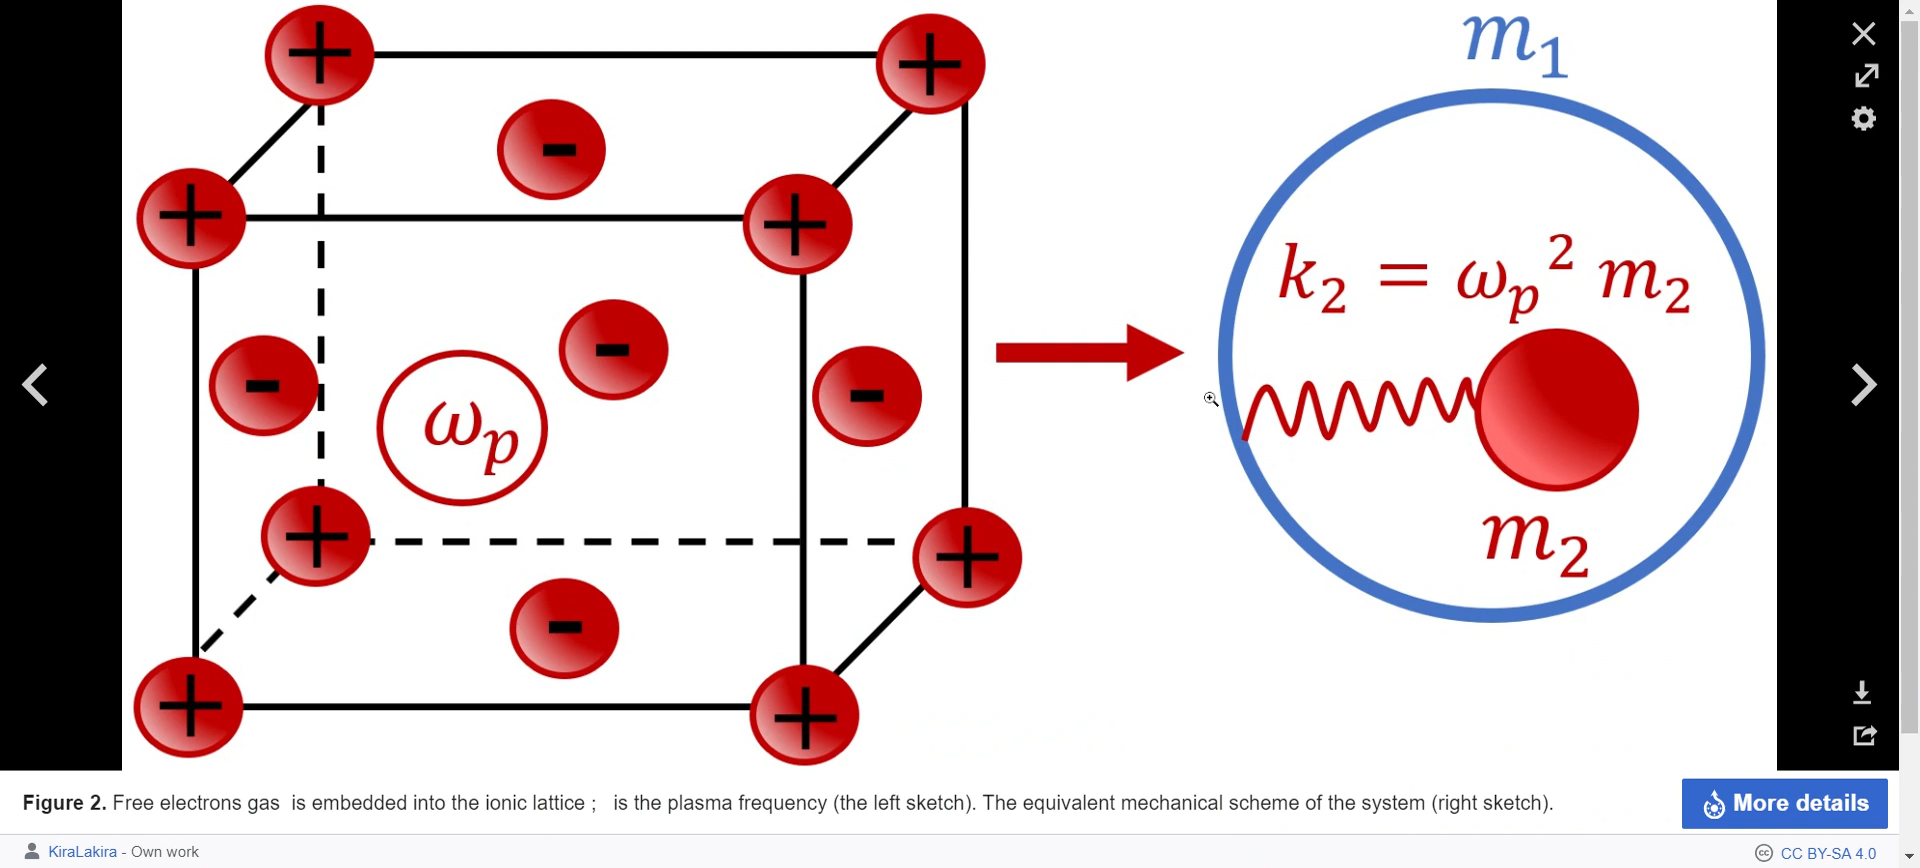 +
+
m₁
-
+
+
k₂ = ωₚ² m₂
-
-
-
ωₚ
+
+
m₂
-
+
+
Figure 2. Free electrons gas is embedded into the ionic lattice ; is the plasma frequency (the left sketch). The equivalent mechanical scheme of the system (right sketch).
More details
KiraLakira - Own work
cc CC BY-SA 4.0